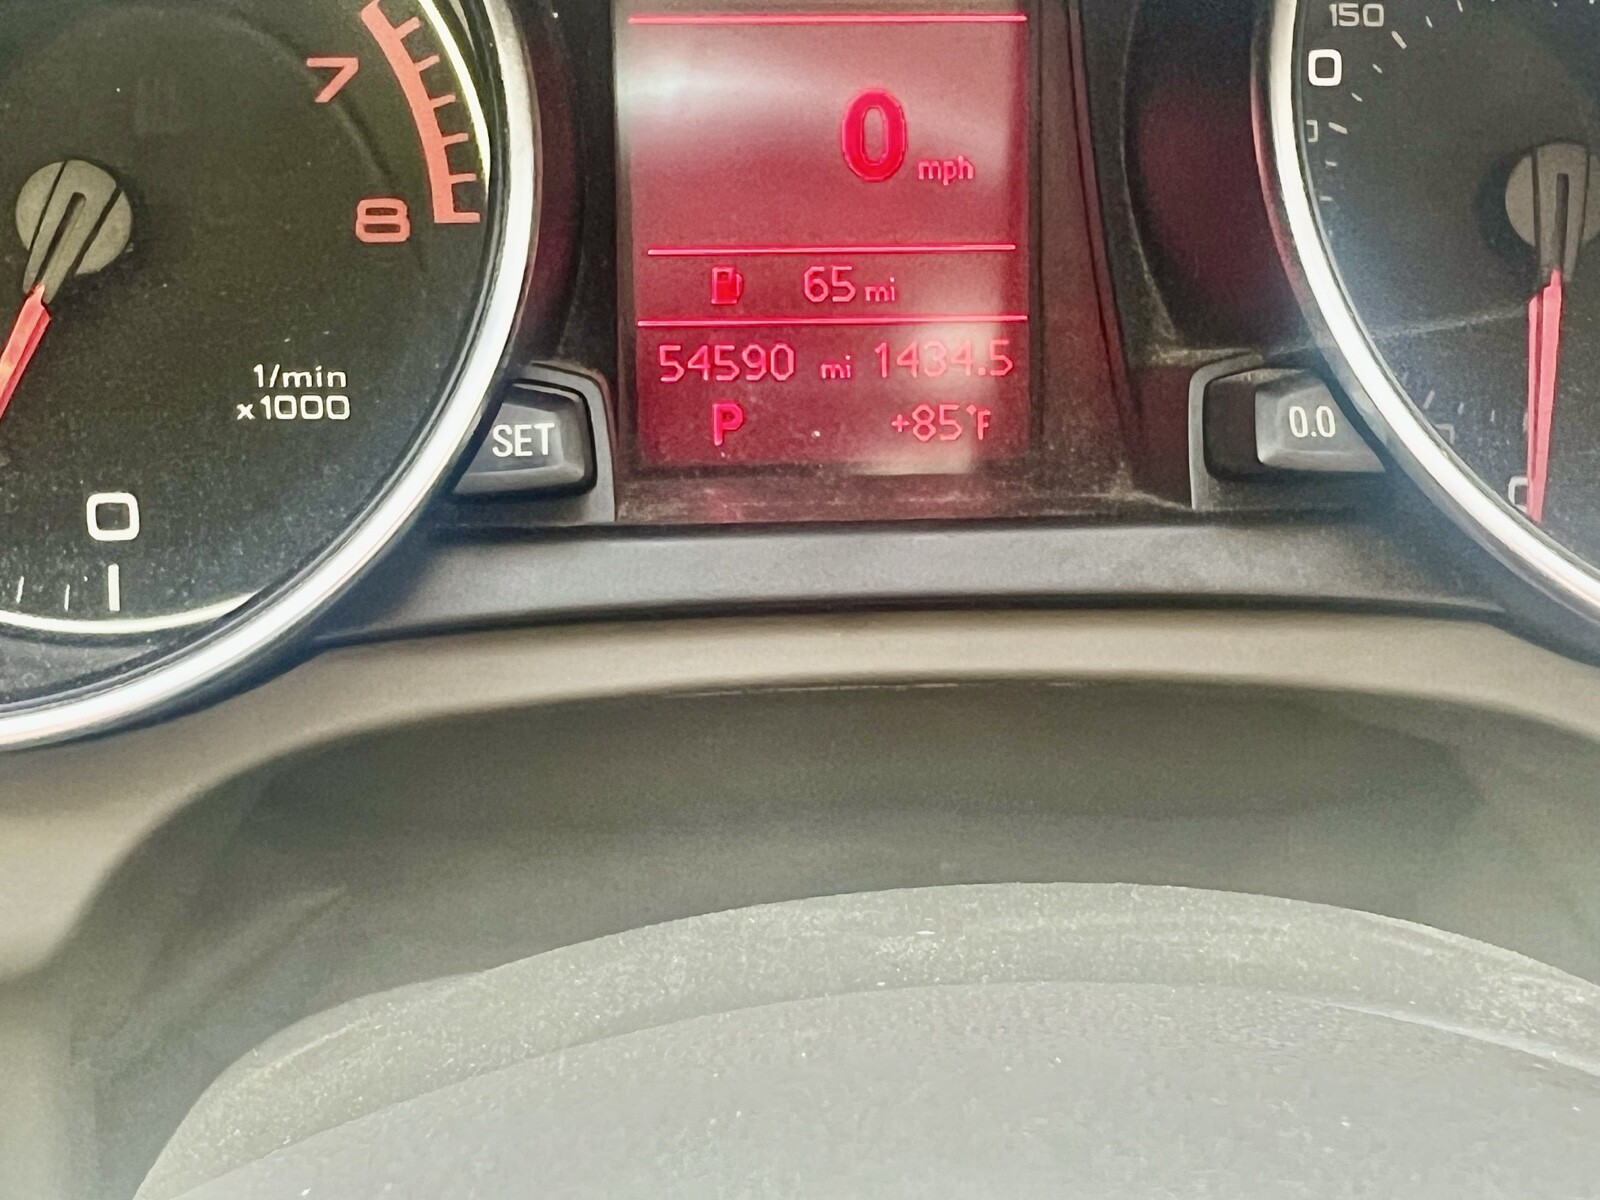 150
7
0
0 mph
8
65 mi
54590 mi 1434.5
1/min
x1000
P +85°F
SET
0.0
0